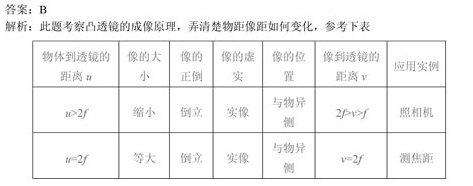 答案：B
解析：此题考察凸透镜的成像原理，弄清楚物距像距如何变化，参考下表
物体到透镜的距离 u 像的大小 像的正倒 像的虚实 像的位置 像到透镜的距离 v 应用实例
u>2f 缩小 倒立 实像 与物异侧 2f>v>f 照相机
u=2f 等大 倒立 实像 与物异侧 v=2f 测焦距